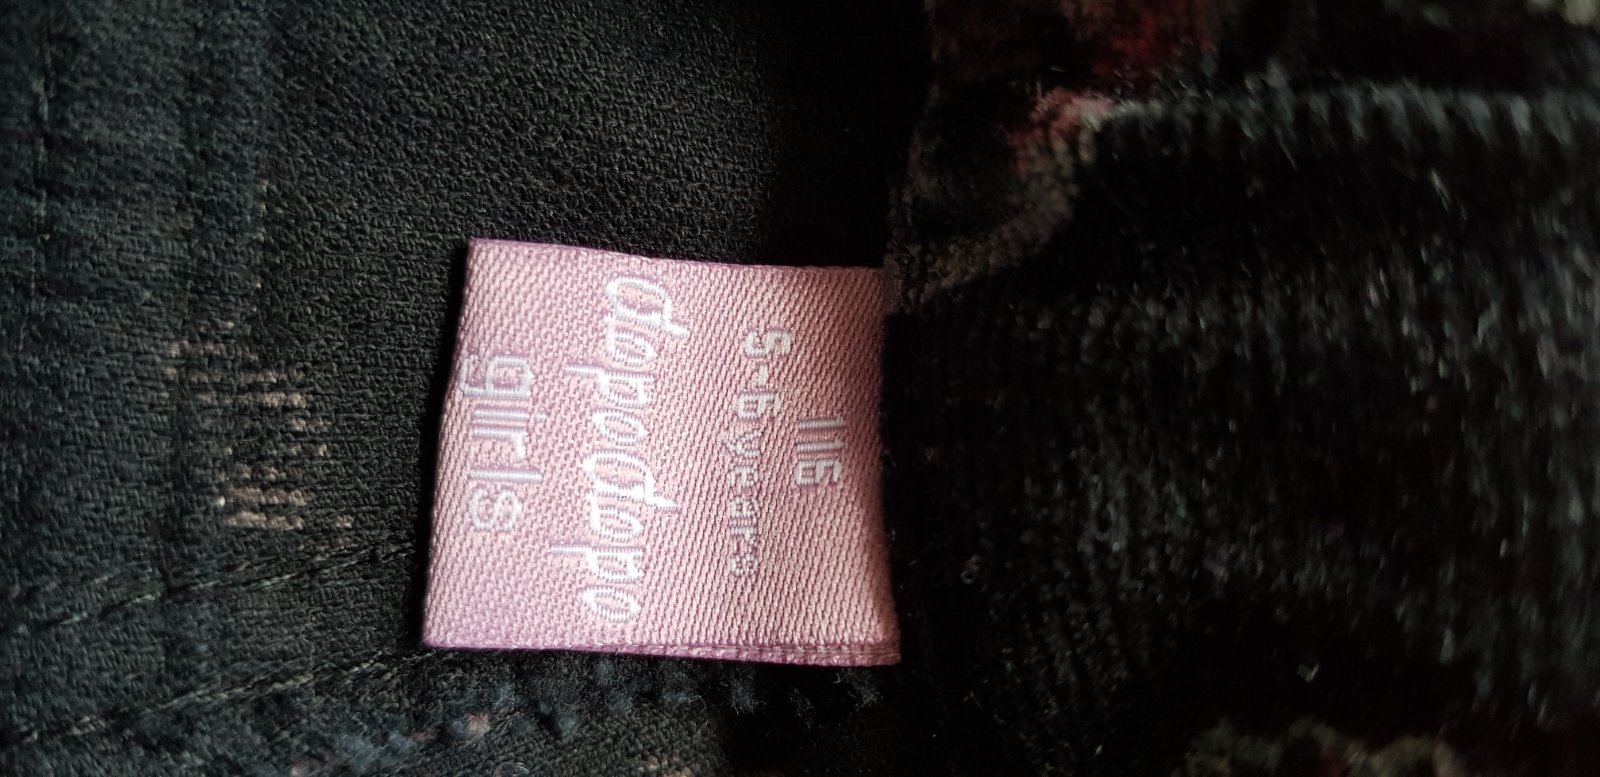 116
5-6 years
dopodopo
girls